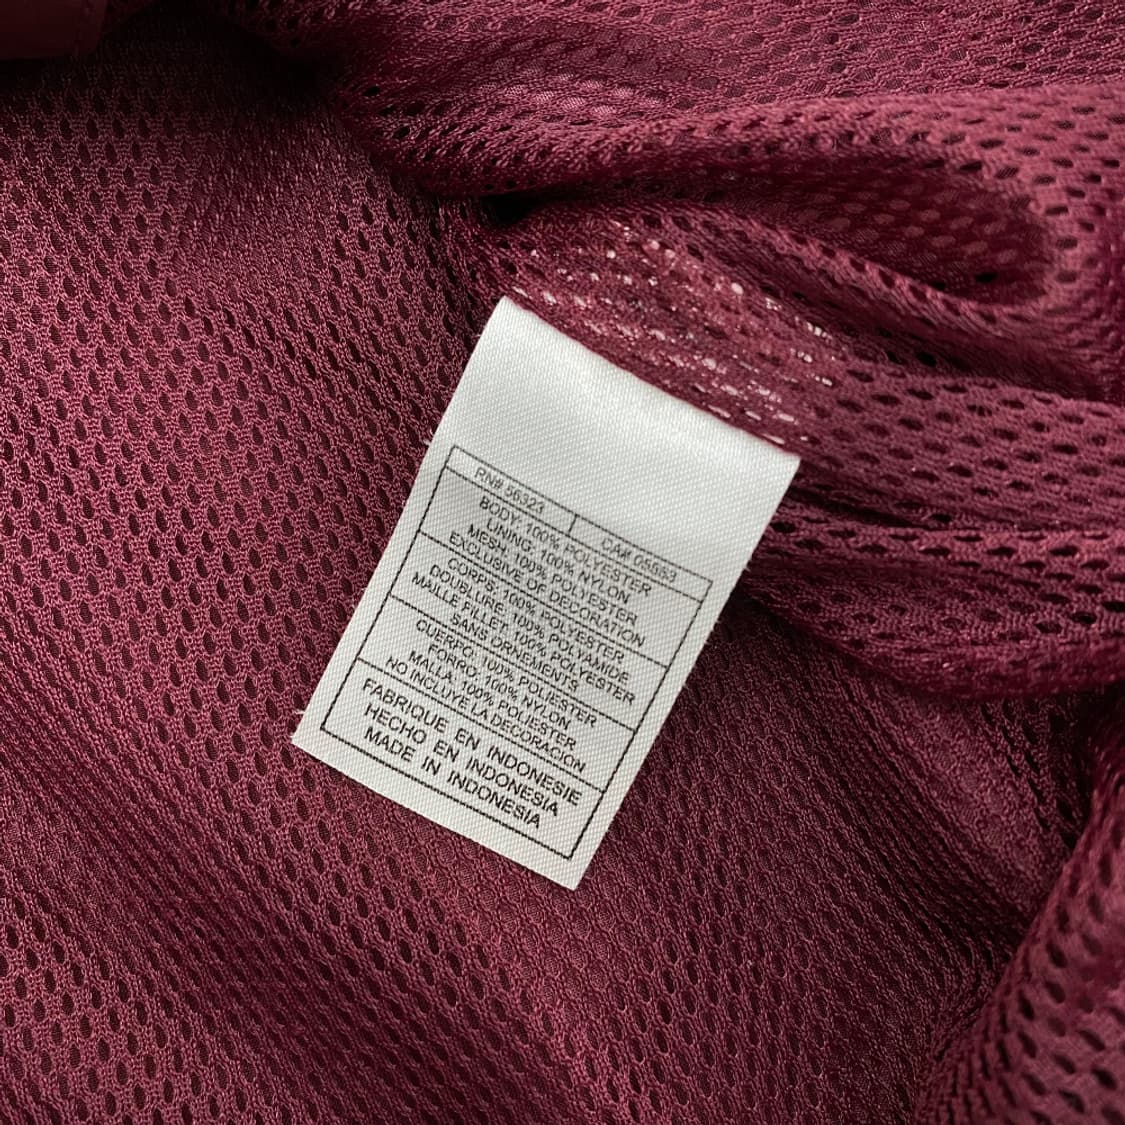 RN# 56323 CA# 05553
BODY: 100% POLYESTER
LINING: 100% NYLON
MESH: 100% POLYESTER
EXCLUSIVE OF DECORATION
CORPS: 100% POLYESTER
DOUBLURE: 100% POLYAMIDE
MAILLE FILLET: 100% POLYESTER
SANS ORNEMENTS
CUERPO: 100% POLIESTER
FORRO: 100% NYLON
MALLA: 100% POLIESTER
NO INCLUYE LA DECORACION
FABRIQUE EN INDONESIE
HECHO EN INDONESIA
MADE IN INDONESIA